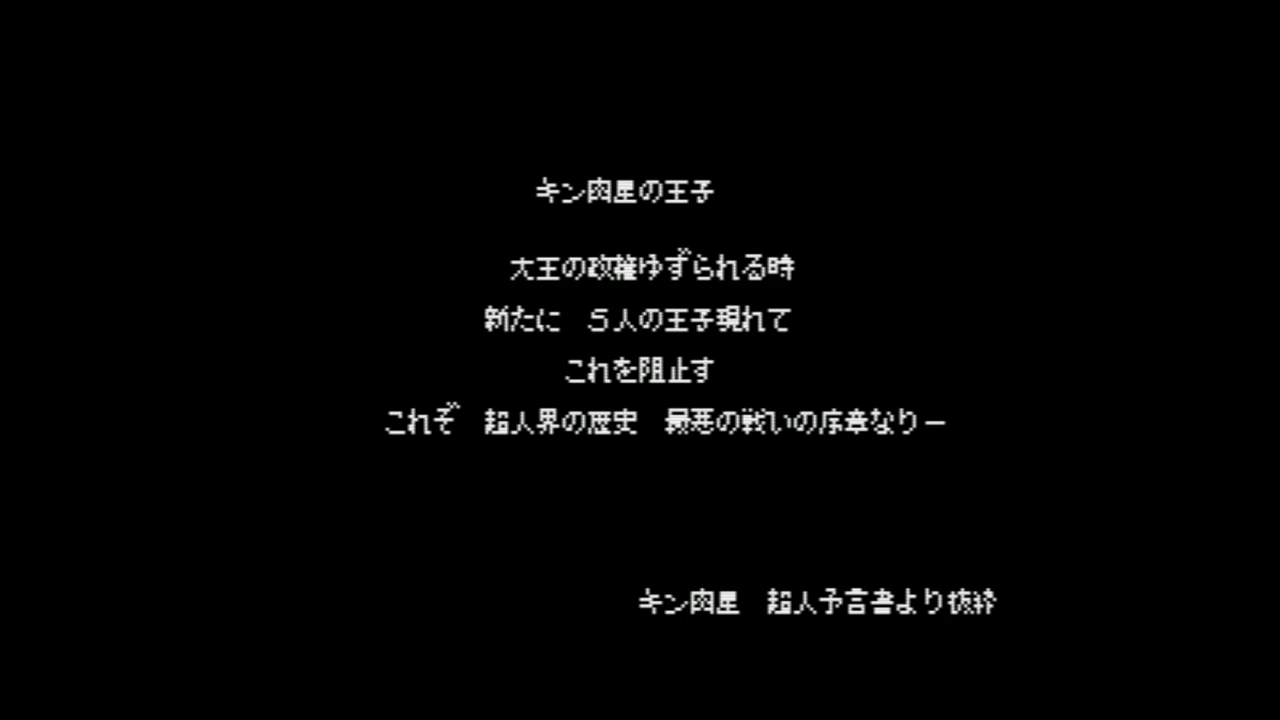 キン肉星の王子
大王の政権ゆずられる時
新たに　５人の王子現れて
これを阻止す
これぞ　超人界の歴史　最悪の戦いの序章なりー
キン肉星　超人予言書より抜粋